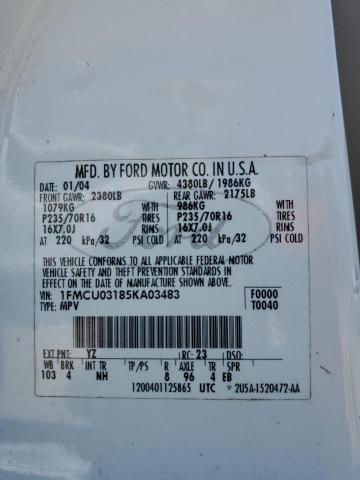 MFD. BY FORD MOTOR CO. IN U.S.A.
DATE: 01/04 GVWR: 4380LB/ 1986KG
FRONT GAWR: 2380LB REAR GAWR: 2175LB
1079KG 986KG
P235/70R16 TIRES P235/70R16 TIRES
16X7.0J RIMS 16X7.0J RIMS
AT 220 kPa/32 PSI COLD AT 220 kPa/32 PSI COLD
THIS VEHICLE CONFORMS TO ALL APPLICABLE FEDERAL MOTOR
VEHICLE SAFETY AND BUMPER STANDARDS IN EFFECT ON THE DATE OF
MANUFACTURE SHOWN ABOVE.
VIN: 1FMCU03185KA03483 F0000
TYPE: MPV T0040
EXT PNT: YZ RC: 23 DSO:
WB BRK INT TR TP/PS R AXLE TR SPR
103 4 NH 8 96 4 EB
1200401125865 UTC 2U5A-1520472-AA
Ford